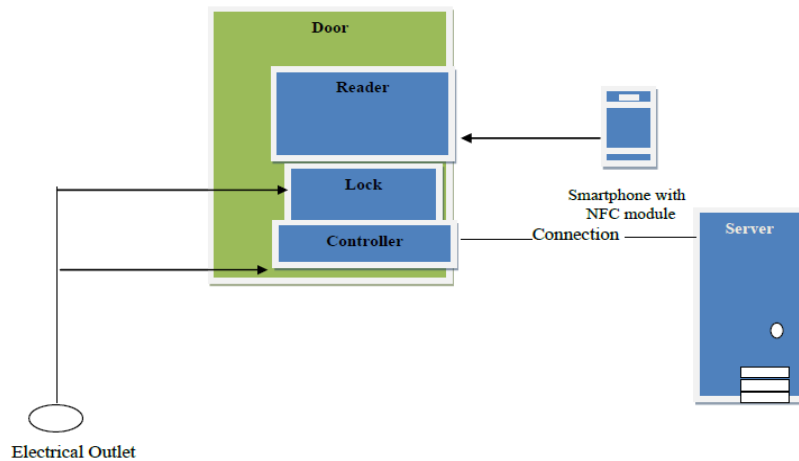 Door
Reader
Lock
Smartphone with
NFC module
Controller
Connection
Server
Electrical Outlet